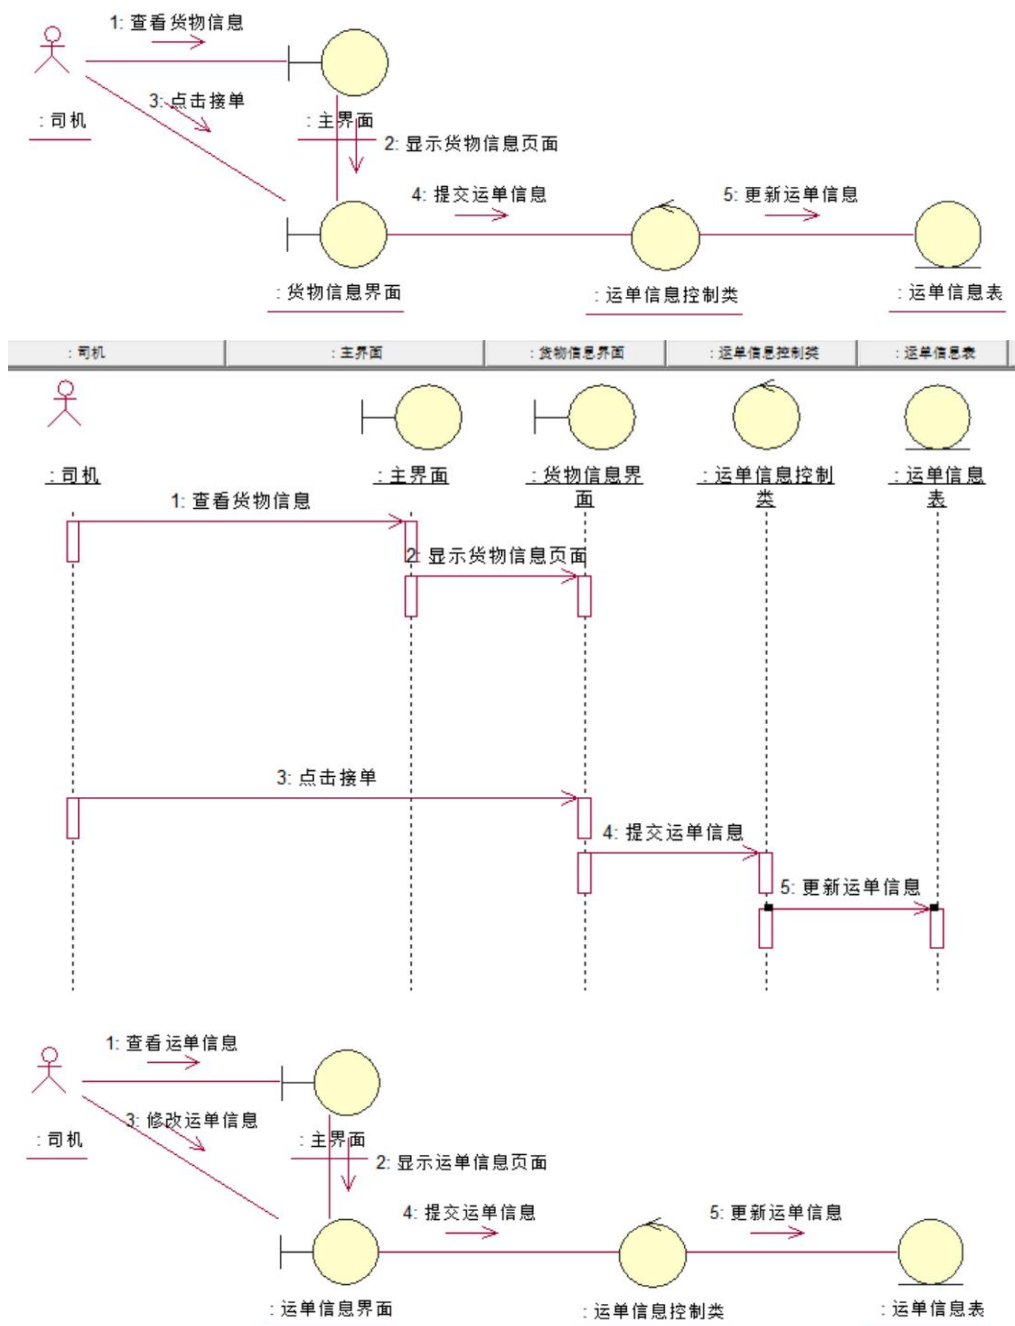 1: 查看货物信息
3: 点击接单
: 司机
: 主界面
2: 显示货物信息页面
4: 提交运单信息
5: 更新运单信息
: 货物信息界面
: 运单信息控制类
: 运单信息表
: 司机
: 主界面
: 货物信息界面
: 运单信息控制类
: 运单信息表
: 司机
: 主界面
: 货物信息界
面
: 运单信息控制
类
: 运单信息
表
1: 查看货物信息
2: 显示货物信息页面
3: 点击接单
4: 提交运单信息
5: 更新运单信息
1: 查看运单信息
3: 修改运单信息
: 司机
: 主界面
2: 显示运单信息页面
4: 提交运单信息
5: 更新运单信息
: 运单信息界面
: 运单信息控制类
: 运单信息表